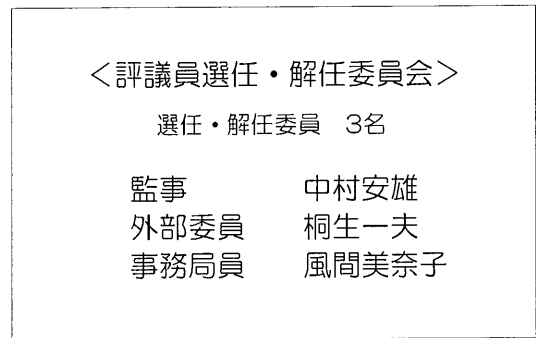 ＜評議員選任・解任委員会＞
選任・解任委員　3名
監事　中村安雄
外部委員　桐生一夫
事務局員　風間美奈子